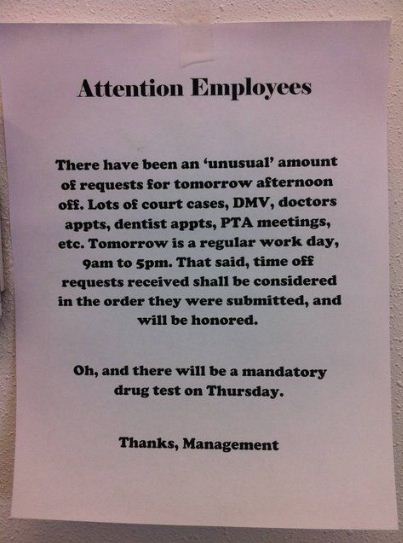 Attention Employees
There have been an ‘unusual’ amount
of requests for tomorrow afternoon
off. Lots of court cases, DMV, doctors
appts, dentist appts, PTA meetings,
etc. Tomorrow is a regular work day,
9am to 5pm. That said, time off
requests received shall be considered
in the order they were submitted, and
will be honored.
Oh, and there will be a mandatory
drug test on Thursday.
Thanks, Management